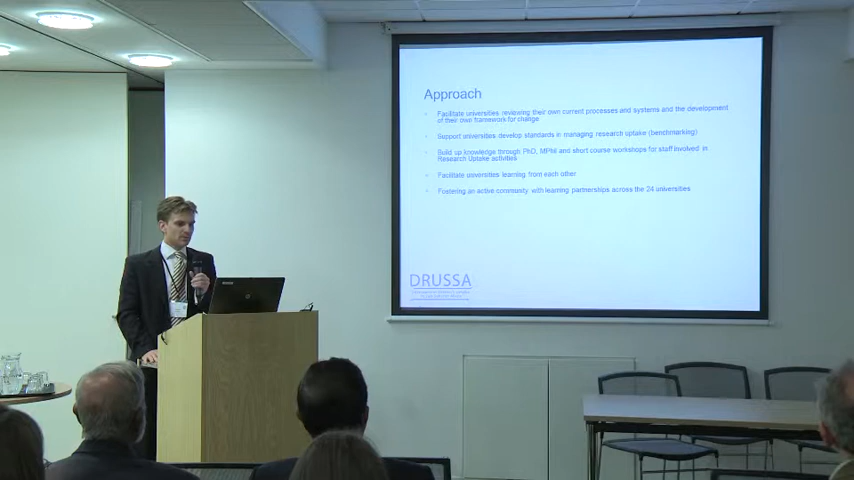 Approach
Facilitate universities reviewing their own current processes and systems and the development
of their own framework for change
Support universities develop standards in managing research uptake (benchmarking)
Build up knowledge through PhD, MPhil and short course workshops for staff involved in
Research Uptake activities
Facilitate universities learning from each other
Fostering an active community with learning partnerships across the 24 universities
DRUSSA